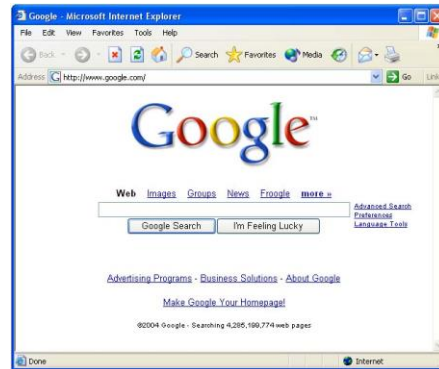 Google - Microsoft Internet Explorer
File Edit View Favorites Tools Help
Back Search Favorites Media
Address http://www.google.com/ Go Links
Google™
Web Images Groups News Froogle more »
Advanced Search
Preferences
Language Tools
Google Search I'm Feeling Lucky
Advertising Programs - Business Solutions - About Google
Make Google Your Homepage!
©2004 Google - Searching 4,285,199,774 web pages
Done Internet